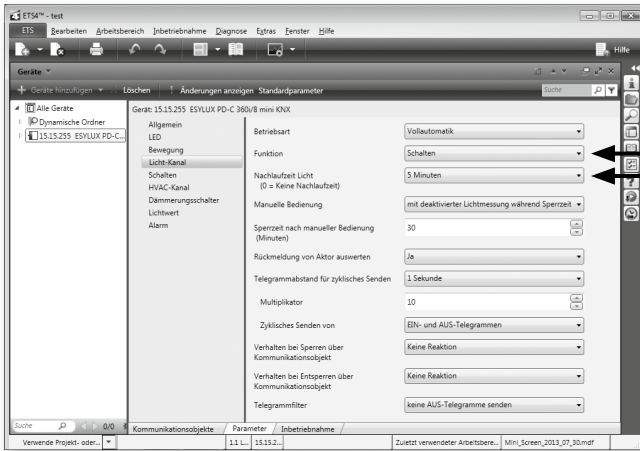 ETS4™ - test
ETS Bearbeiten Arbeitsbereich Inbetriebnahme Diagnose Extras Fenster Hilfe
Hilfe
Geräte
Geräte hinzufügen Löschen Änderungen anzeigen Standardparameter Suche
Alle Geräte
Dynamische Ordner
15.15.255 ESYLUX PD-C...
Gerät: 15.15.255 ESYLUX PD-C 360i/8 mini KNX
Allgemein
LED
Bewegung
Licht-Kanal
Schalten
HVAC-Kanal
Dämmerungsschalter
Lichtwert
Alarm
Betriebsart Vollautomatik
Funktion Schalten
Nachlaufzeit Licht
(0 = Keine Nachlaufzeit) 5 Minuten
Manuelle Bedienung mit deaktivierter Lichtmessung während Sperrzeit
Sperrzeit nach manueller Bedienung
(Minuten) 30
Rückmeldung von Aktor auswerten Ja
Telegrammabstand für zyklisches Senden 1 Sekunde
Multiplikator 10
Zyklisches Senden von EIN- und AUS-Telegrammen
Verhalten bei Sperren über
Kommunikationsobjekt Keine Reaktion
Verhalten bei Entsperren über
Kommunikationsobjekt Keine Reaktion
Telegrammfilter keine AUS-Telegramme senden
Suche 0/0
Kommunikationsobjekte Parameter Inbetriebnahme
Verwende Projekt- oder... 1.1 L... 15.15.2... Zuletzt verwendeter Arbeitsbere... Mini_Screen_2013_07_30.mdf